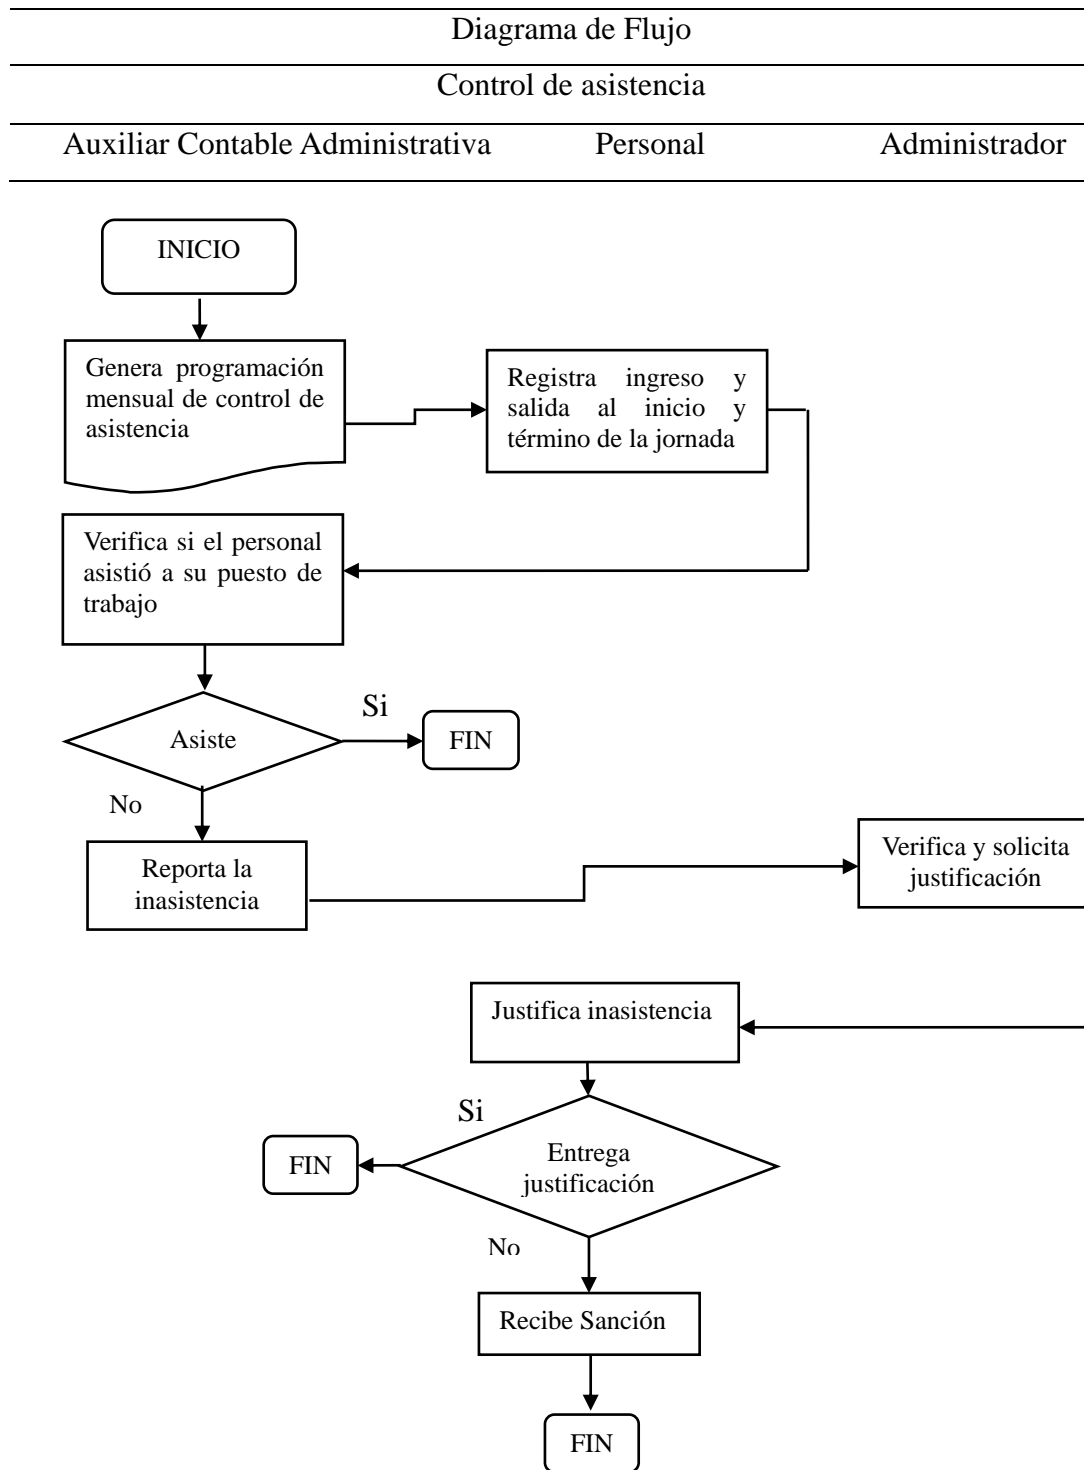 Diagrama de Flujo
Control de asistencia
Auxiliar Contable Administrativa Personal Administrador
INICIO
Genera programación
mensual de control de
asistencia
Registra ingreso y
salida al inicio y
término de la jornada
Verifica si el personal
asistió a su puesto de
trabajo
Asiste
Si
FIN
No
Reporta la
inasistencia
Verifica y solicita
justificación
Justifica inasistencia
Entrega
justificación
Si
FIN
No
Recibe Sanción
FIN